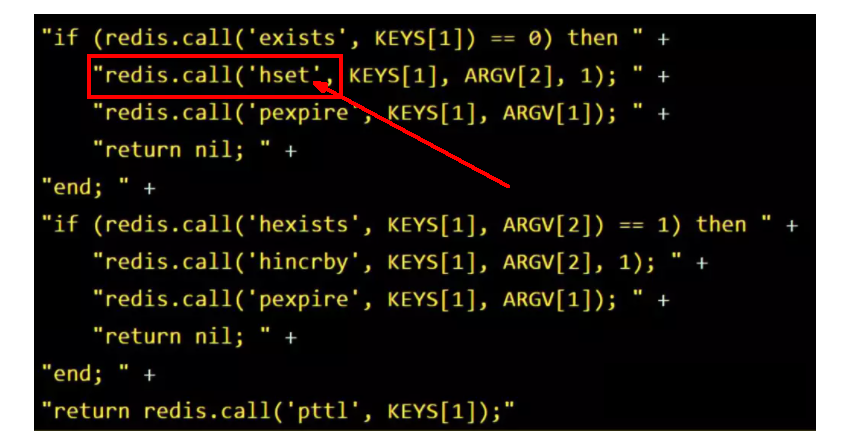 "if (redis.call('exists', KEYS[1]) == 0) then " +
"redis.call('hset', KEYS[1], ARGV[2], 1); " +
"redis.call('pexpire', KEYS[1], ARGV[1]); " +
"return nil; " +
"end; " +
"if (redis.call('hexists', KEYS[1], ARGV[2]) == 1) then " +
"redis.call('hincrby', KEYS[1], ARGV[2], 1); " +
"redis.call('pexpire', KEYS[1], ARGV[1]); " +
"return nil; " +
"end; " +
"return redis.call('pttl', KEYS[1]);"